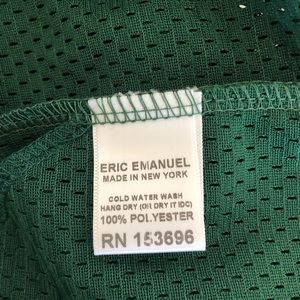 ERIC EMANUEL
MADE IN NEW YORK
COLD WATER WASH
HANG DRY (OR DRY IT IDC)
100% POLYESTER
RN 153696